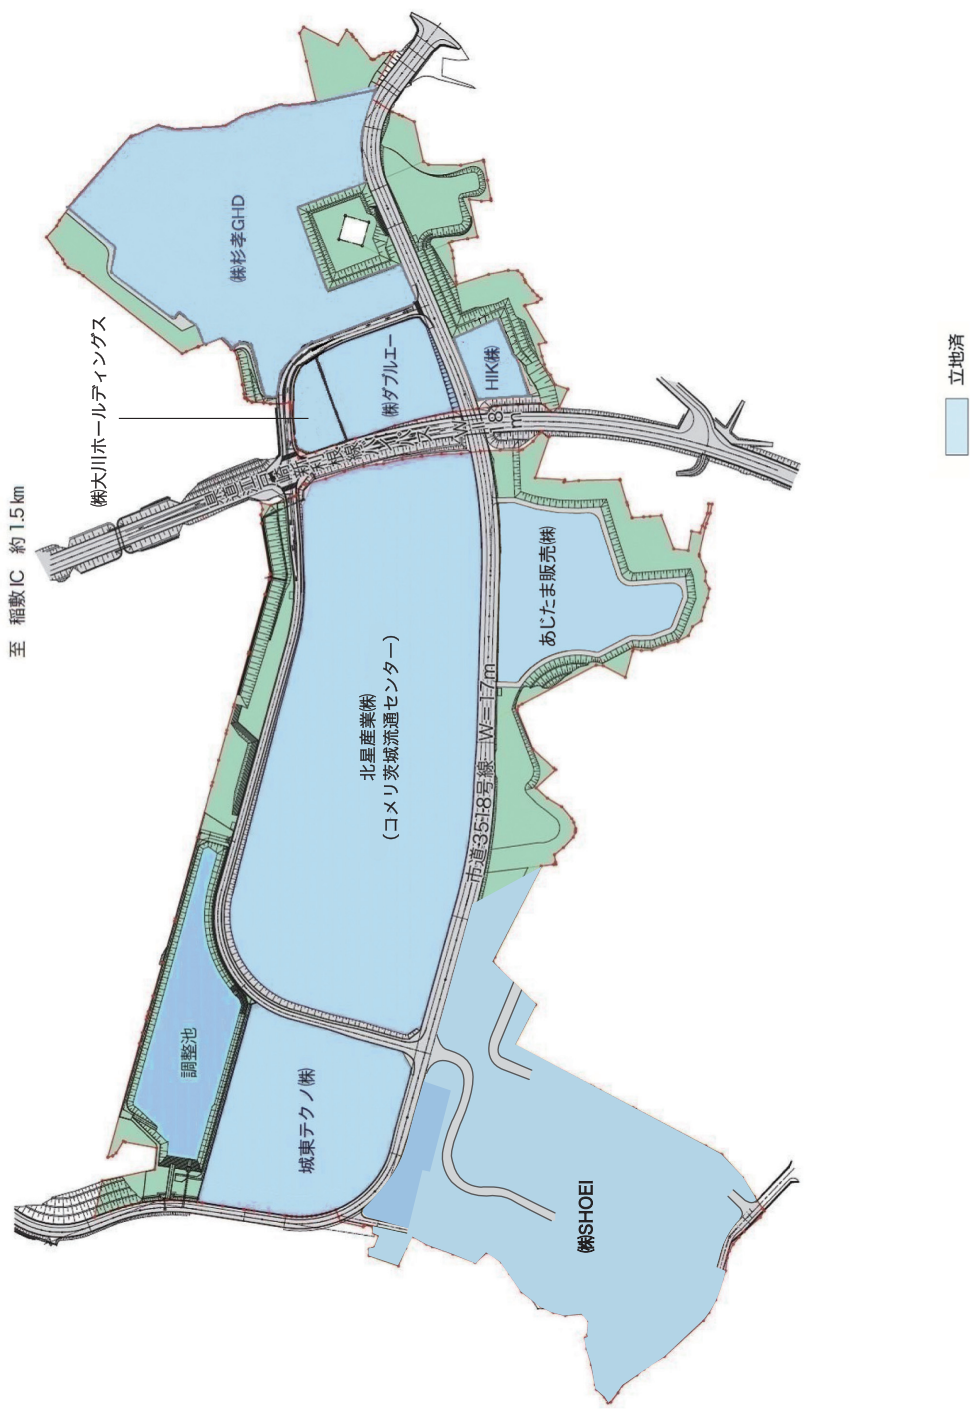 至 稲敷IC 約1.5km
㈱大川ホールディングス
㈱杉孝GHD
㈱ダブルエー
HIK㈱
18m
あじたま販売㈱
北星産業㈱
(コメリ茨城流通センター)
市道3518号線 W=17m
調整池
城東テクノ㈱
㈱SHOEI
立地済